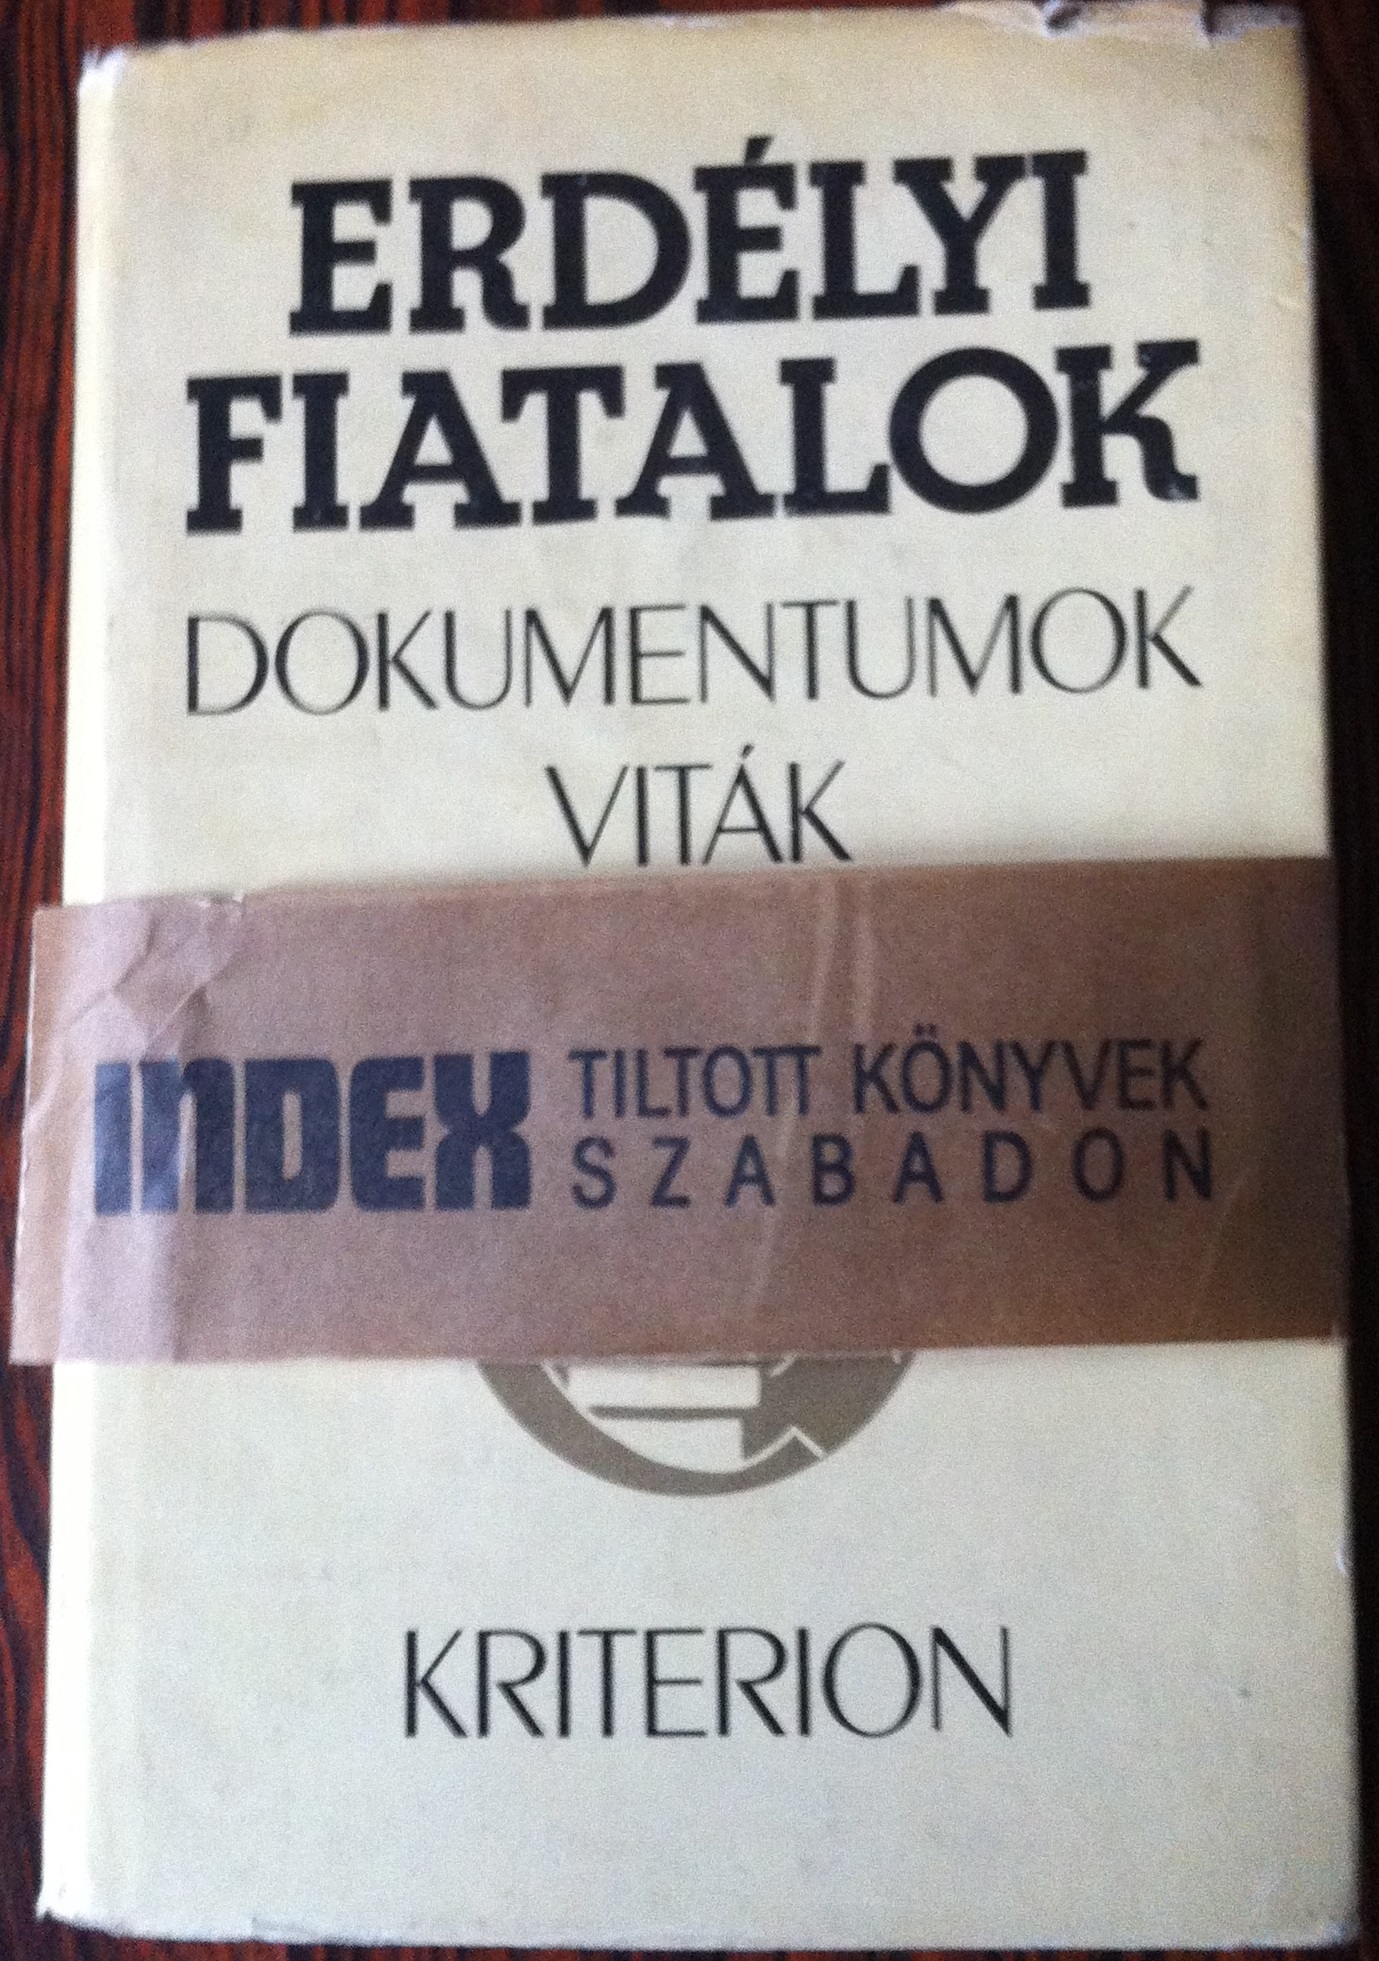 ERDÉLYI
FIATALOK
DOKUMENTUMOK
VITÁK
INDEX TILTOTT KÖNYVEK
SZABADON
KRITERION